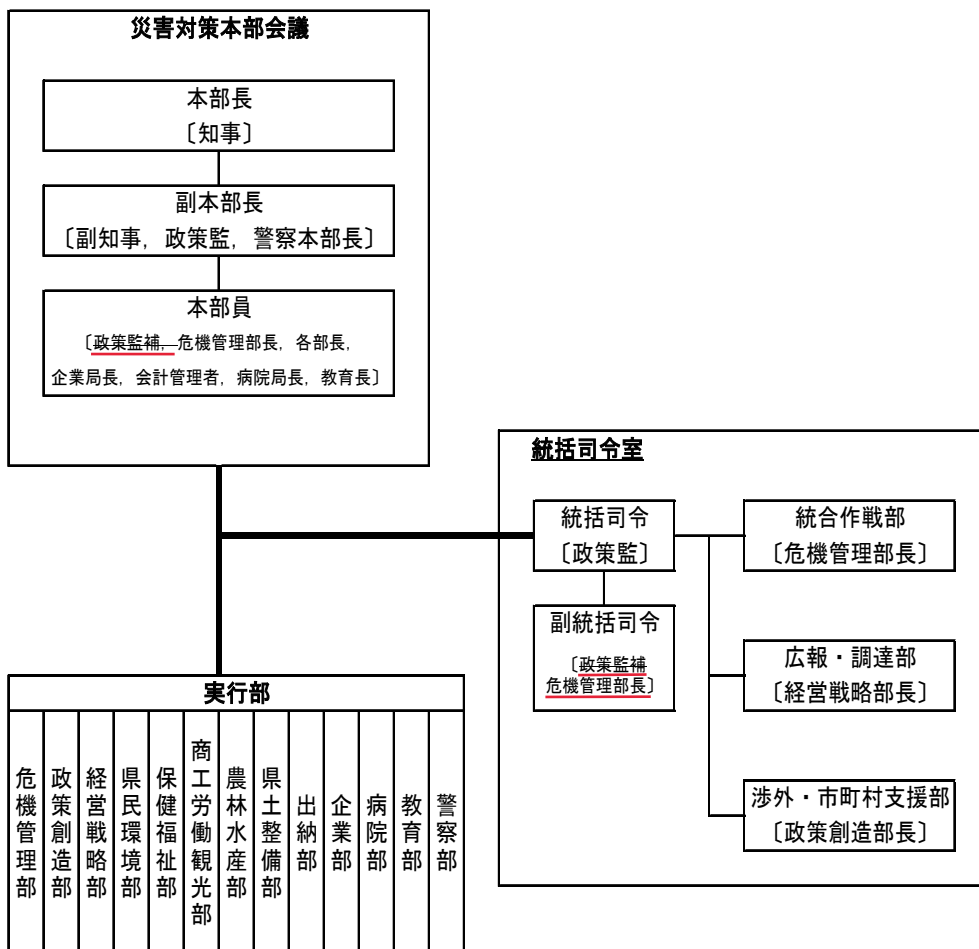 災害対策本部会議
本部長
〔知事〕
副本部長
〔副知事，政策監，警察本部長〕
本部員
〔政策監補，危機管理部長，各部長，
企業局長，会計管理者，病院局長，教育長〕
統括司令室
統括司令
〔政策監〕
副統括司令
〔政策監補
危機管理部長〕
統合作戦部
〔危機管理部長〕
広報・調達部
〔経営戦略部長〕
渉外・市町村支援部
〔政策創造部長〕
実行部
危機管理部
政策創造部
経営戦略部
県民環境部
保健福祉部
商工労働観光部
農林水産部
県土整備部
出納部
企業部
病院部
教育部
警察部